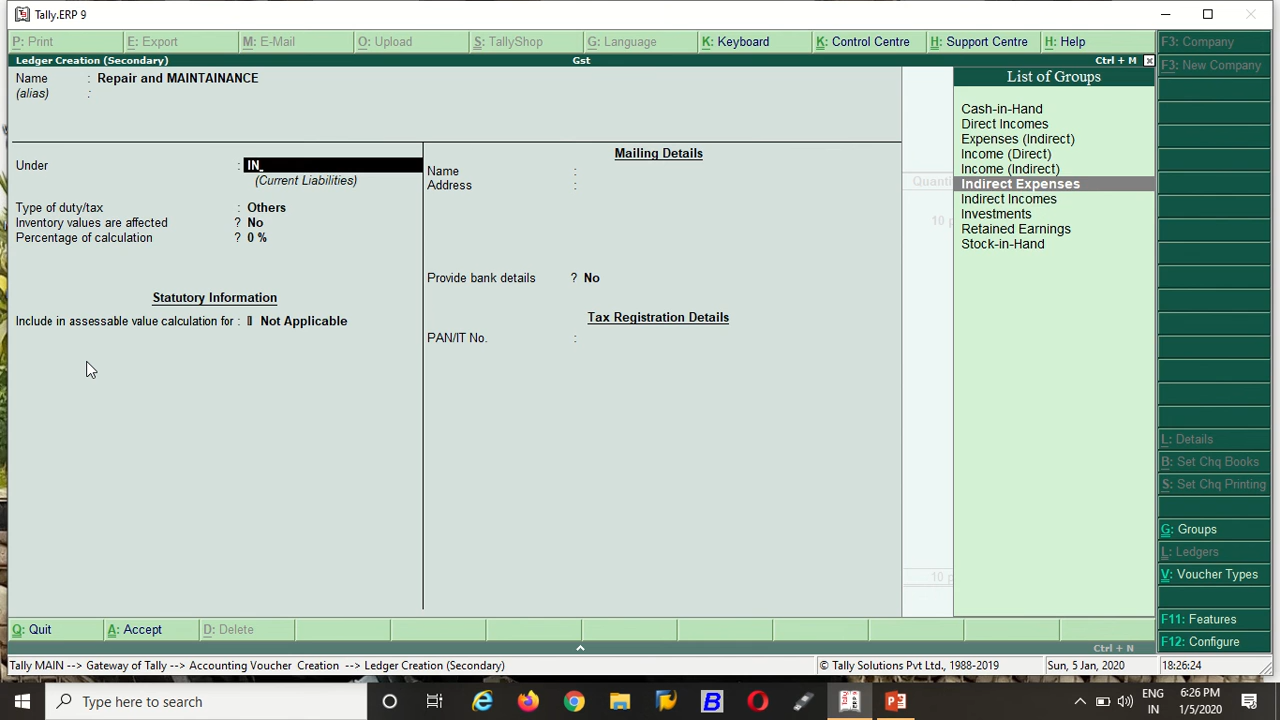 Tally.ERP 9
P: Print E: Export M: E-Mail O: Upload S: TallyShop G: Language K: Keyboard K: Control Centre H: Support Centre H: Help F3: Company
Ledger Creation (Secondary) Gst Ctrl + M
F3: New Company
Name : Repair and MAINTAINANCE
(alias) :
Under : IN
(Current Liabilities)
Type of duty/tax : Others
Inventory values are affected ? No
Percentage of calculation ? 0 %
Statutory Information
Include in assessable value calculation for : Not Applicable
Mailing Details
Name :
Address :
Provide bank details ? No
Tax Registration Details
PAN/IT No. :
Quanti
10 p
10 p
List of Groups
Cash-in-Hand
Direct Incomes
Expenses (Indirect)
Income (Direct)
Income (Indirect)
Indirect Expenses
Indirect Incomes
Investments
Retained Earnings
Stock-in-Hand
L: Details
B: Set Chq Books
S: Set Chq Printing
G: Groups
L: Ledgers
V: Voucher Types
F11: Features
F12: Configure
Q: Quit A: Accept D: Delete
Ctrl + N
Tally MAIN --> Gateway of Tally --> Accounting Voucher Creation --> Ledger Creation (Secondary) © Tally Solutions Pvt Ltd., 1988-2019 Sun, 5 Jan, 2020 18:26:24
Type here to search
ENG
IN
6:26 PM
1/5/2020